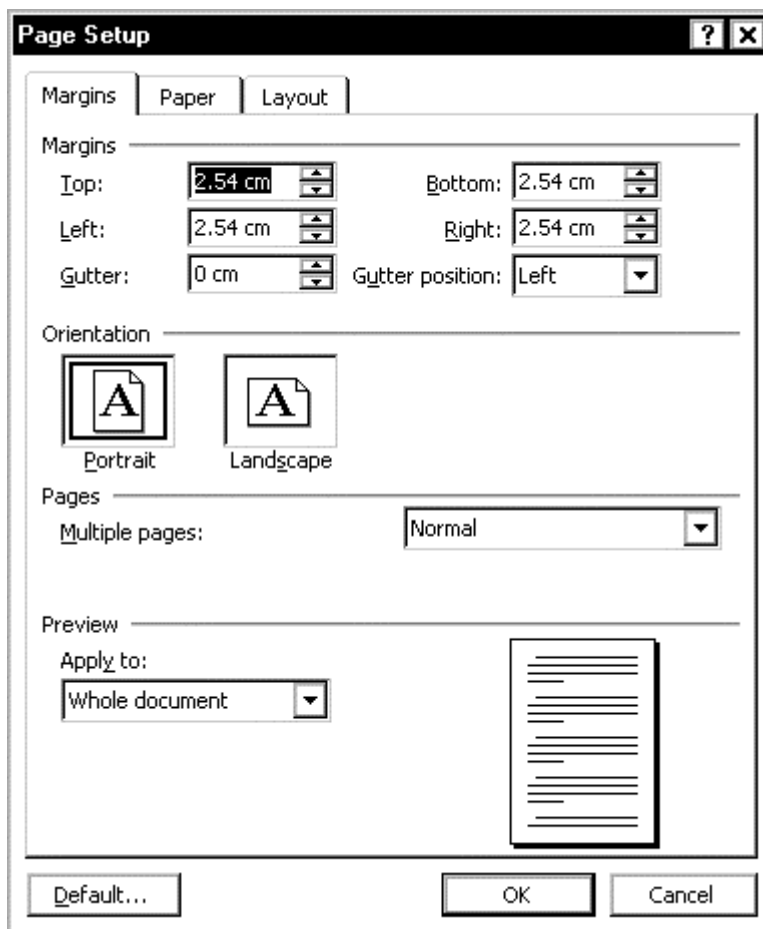 Page Setup
Margins Paper Layout
Margins
Top: 2.54 cm Bottom: 2.54 cm
Left: 2.54 cm Right: 2.54 cm
Gutter: 0 cm Gutter position: Left
Orientation
A A
Portrait Landscape
Pages
Multiple pages: Normal
Preview
Apply to:
Whole document
Default... OK Cancel